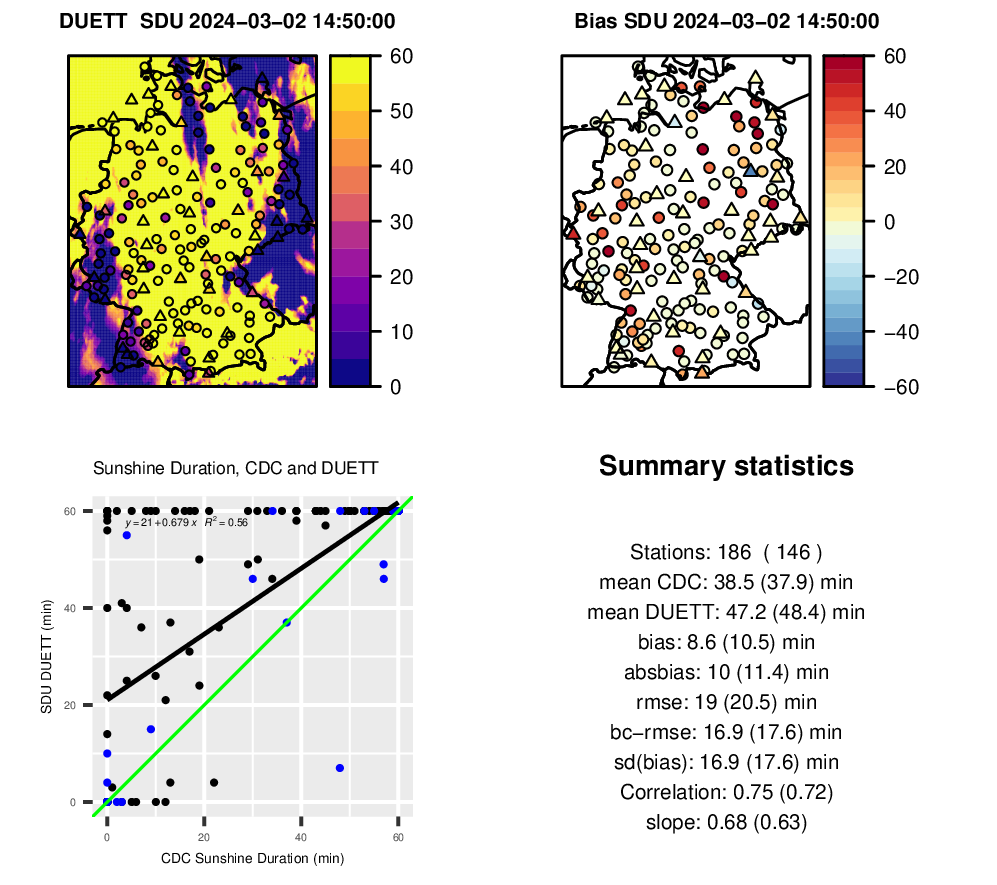 DUETT  SDU 2024−03−02 14:50:00
60
50
40
30
20
10
0
Bias SDU 2024−03−02 14:50:00
60
40
20
0
−20
−40
−60
Sunshine Duration, CDC and DUETT
y = 21 + 0.679 x  R² = 0.56
SDU DUETT (min)
60
40
20
0
0 20 40 60
CDC Sunshine Duration (min)
Summary statistics
Stations: 186  ( 146 )
mean CDC: 38.5 (37.9) min
mean DUETT: 47.2 (48.4) min
bias: 8.6 (10.5) min
absbias: 10 (11.4) min
rmse: 19 (20.5) min
bc−rmse: 16.9 (17.6) min
sd(bias): 16.9 (17.6) min
Correlation: 0.75 (0.72)
slope: 0.68 (0.63)